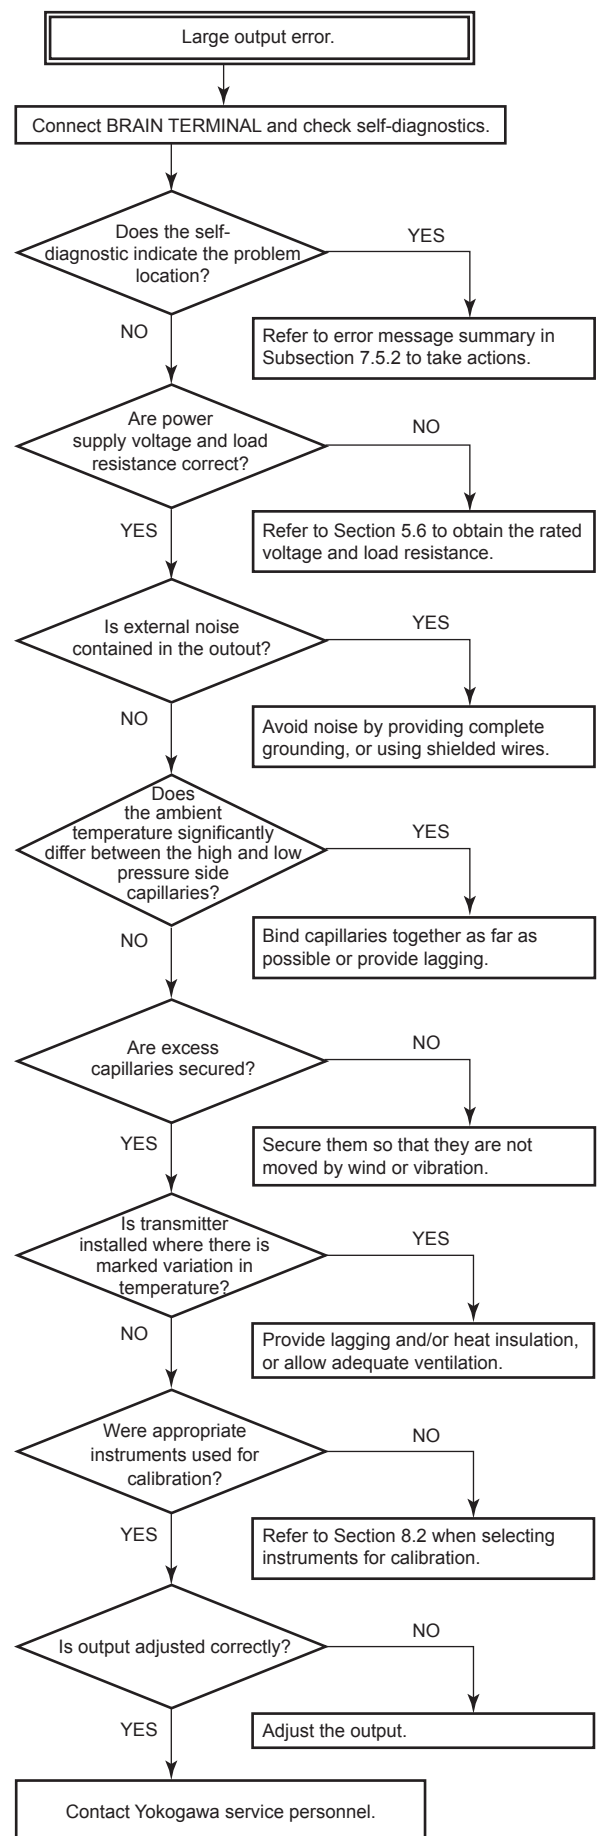 Large output error.
Connect BRAIN TERMINAL and check self-diagnostics.
Does the self-
diagnostic indicate the problem
location?
YES
NO
Refer to error message summary in
Subsection 7.5.2 to take actions.
Are power
supply voltage and load
resistance correct?
NO
YES
Refer to Section 5.6 to obtain the rated
voltage and load resistance.
Is external noise
contained in the outout?
YES
NO
Avoid noise by providing complete
grounding, or using shielded wires.
Does
the ambient
temperature significantly
differ between the high and low
pressure side
capillaries?
YES
NO
Bind capillaries together as far as
possible or provide lagging.
Are excess
capillaries secured?
NO
YES
Secure them so that they are not
moved by wind or vibration.
Is transmitter
installed where there is
marked variation in
temperature?
YES
NO
Provide lagging and/or heat insulation,
or allow adequate ventilation.
Were appropriate
instruments used for
calibration?
NO
YES
Refer to Section 8.2 when selecting
instruments for calibration.
Is output adjusted correctly?
NO
YES
Adjust the output.
Contact Yokogawa service personnel.